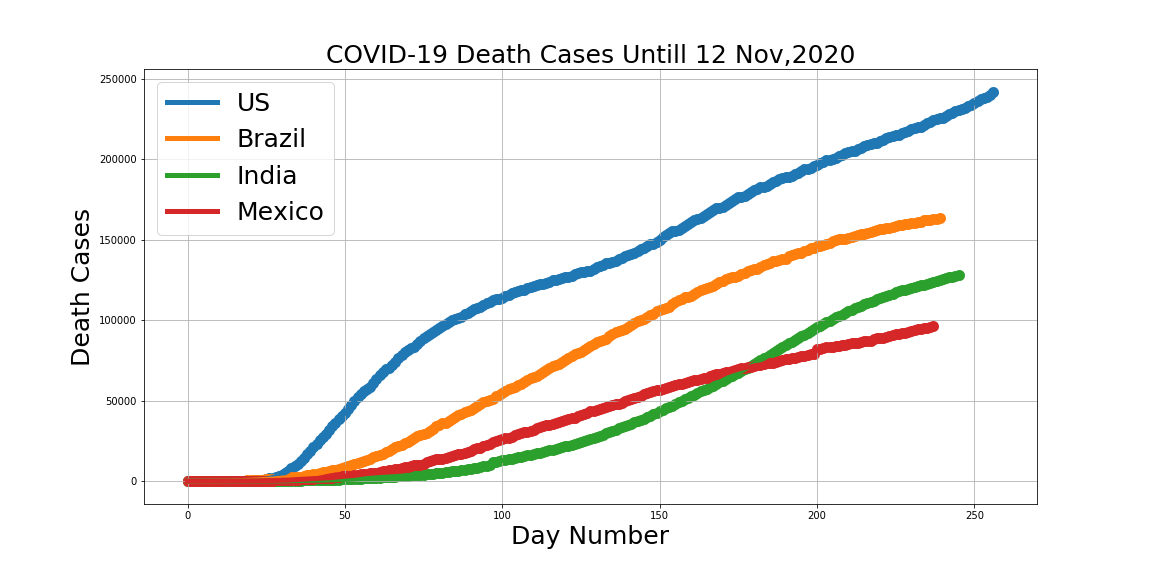 COVID-19 Death Cases Untill 12 Nov,2020
US
Brazil
India
Mexico
Death Cases
250000
200000
150000
100000
50000
0
0 50 100 150 200 250
Day Number